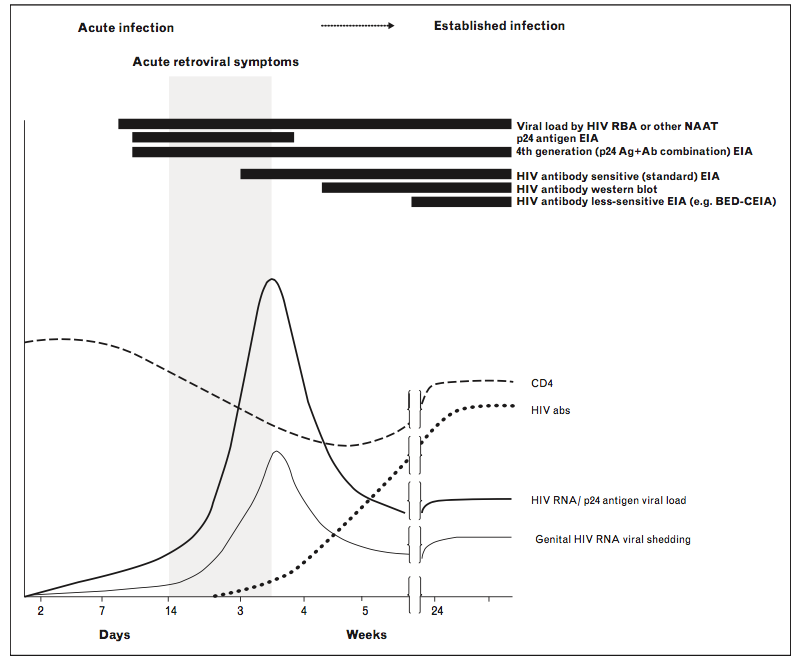 Acute infection
Established infection
Acute retroviral symptoms
Viral load by HIV RBA or other NAAT
p24 antigen EIA
4th generation (p24 Ag+Ab combination) EIA
HIV antibody sensitive (standard) EIA
HIV antibody western blot
HIV antibody less-sensitive EIA (e.g. BED-CEIA)
CD4
HIV abs
HIV RNA/ p24 antigen viral load
Genital HIV RNA viral shedding
2 7 14 3 4 5 24
Days Weeks